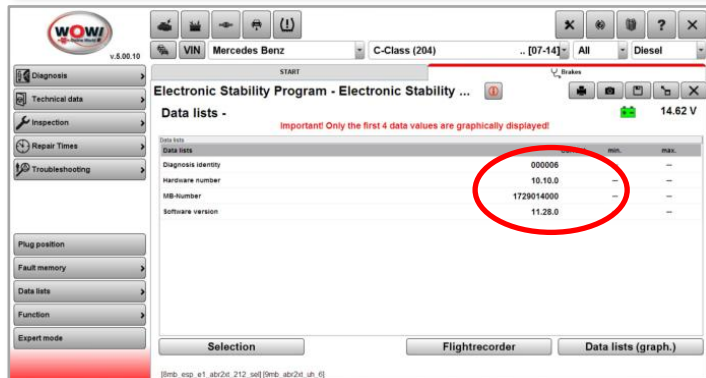 WOW!
v.5.00.10
VIN Mercedes Benz C-Class (204) .. [07-14] All Diesel
START Brakes
Electronic Stability Program - Electronic Stability ...
Data lists - 14.62 V
Important! Only the first 4 data values are graphically displayed!
Data lists
Data lists min. max.
Diagnosis identity 000006 –
Hardware number 10.10.0 – –
MB-Number 1729014000 – –
Software version 11.28.0 –
Diagnosis
Technical data
Inspection
Repair Times
Troubleshooting
Plug position
Fault memory
Data lists
Function
Expert mode
Selection Flightrecorder Data lists (graph.)